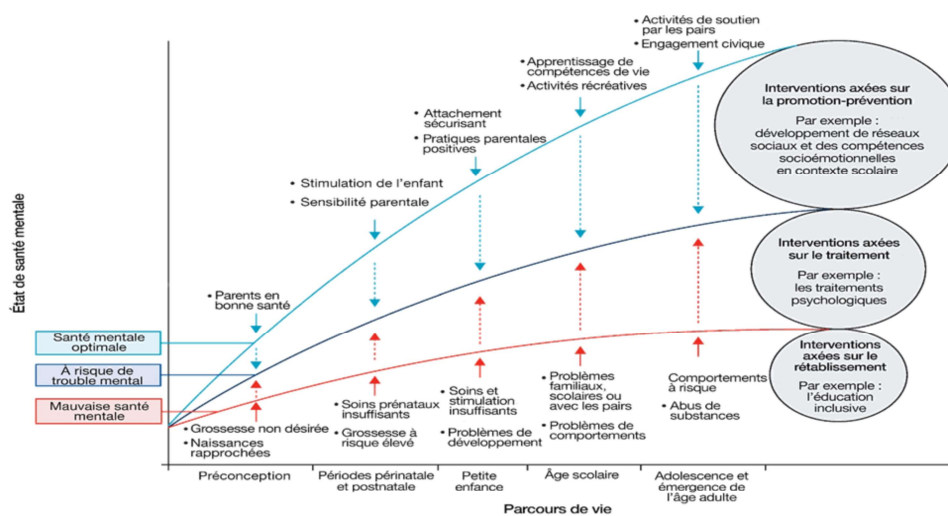 • Activités de soutien
par les pairs
• Engagement civique
• Apprentissage de
compétences de vie
• Activités récréatives
• Attachement
sécurisant
• Pratiques parentales
positives
• Stimulation de l'enfant
• Sensibilité parentale
• Parents en
bonne santé
Interventions axées sur
la promotion-prévention
Par exemple :
développement de réseaux
sociaux et des compétences
socioémotionnelles
en contexte scolaire
Interventions axées
sur le traitement
Par exemple :
les traitements
psychologiques
Interventions
axées sur le
rétablissement
Par exemple :
l'éducation
inclusive
État de santé mentale
Santé mentale
optimale
À risque de
trouble mental
Mauvaise santé
mentale
• Grossesse non désirée
• Naissances
rapprochées
• Soins prénataux
insuffisants
• Grossesse à
risque élevé
• Soins et
stimulation
insuffisants
• Problèmes de
développement
• Problèmes
familiaux,
scolaires ou
avec les pairs
• Problèmes de
comportements
Comportements
à risque
• Abus de
substances
Préconception
Périodes périnatale
et postnatale
Petite
enfance
Âge scolaire
Adolescence et
émergence de
l'âge adulte
Parcours de vie